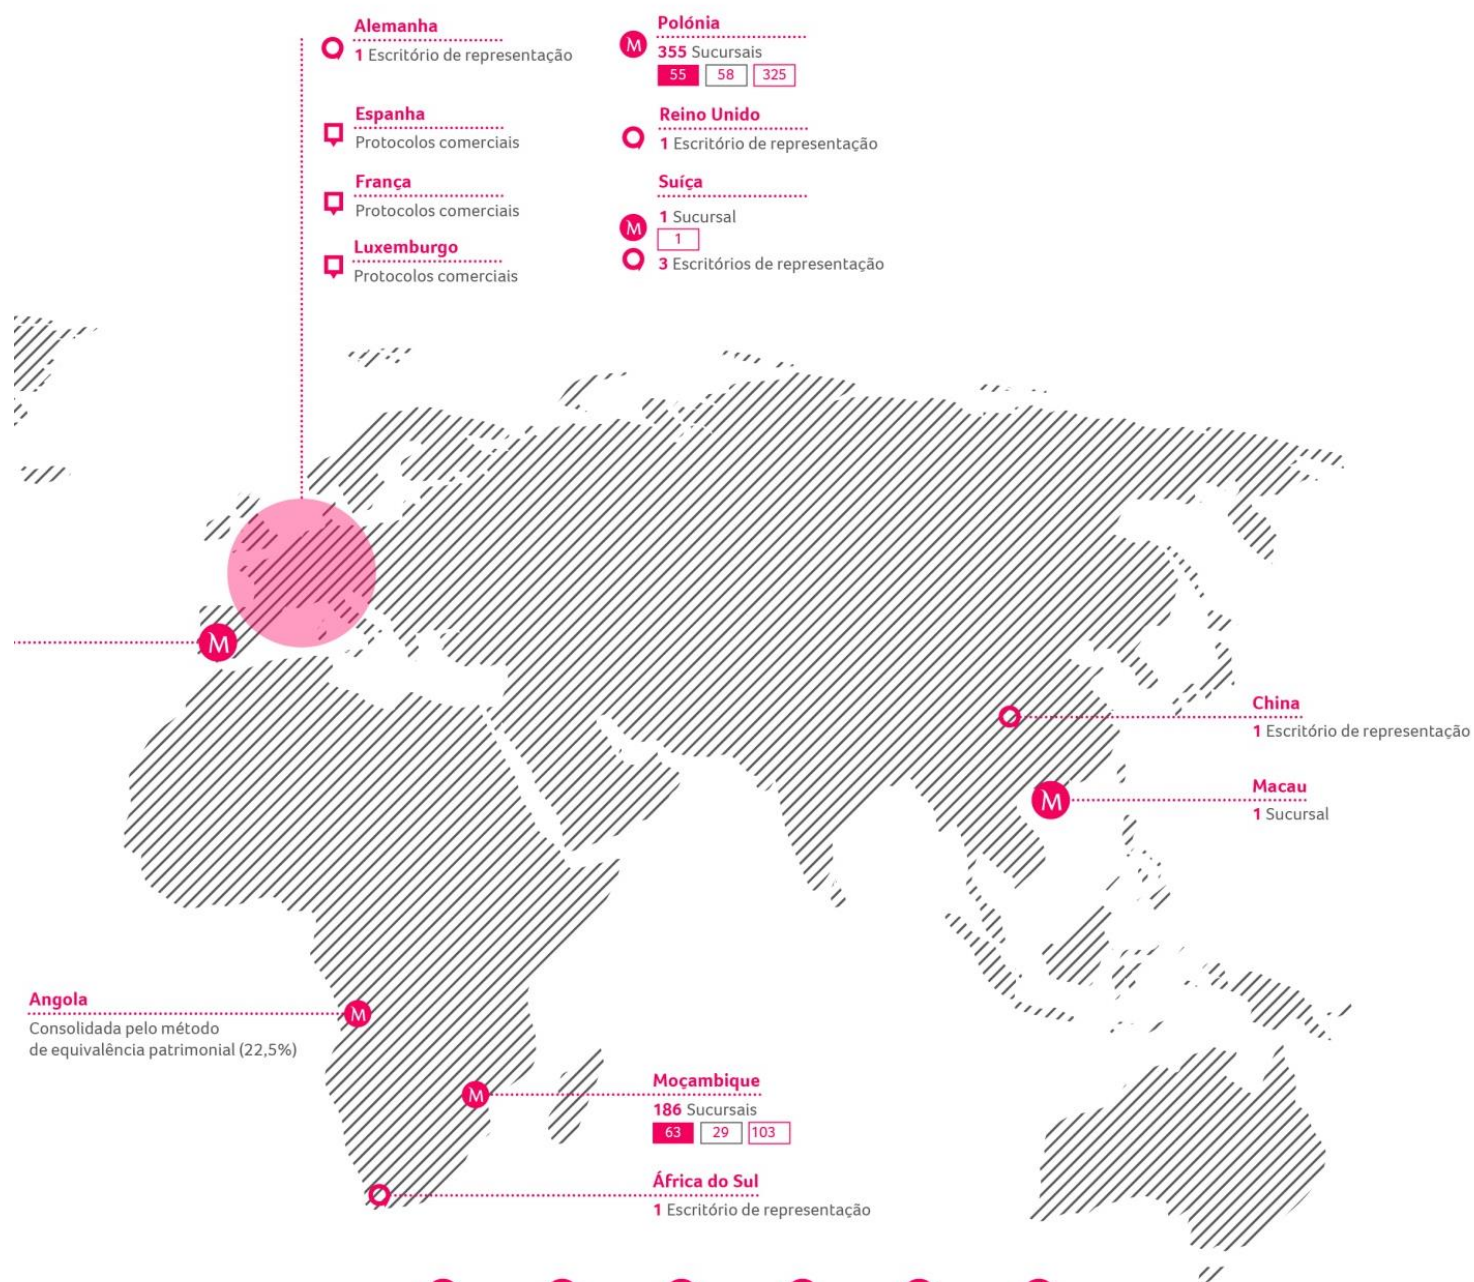 Alemanha
1 Escritório de representação
Espanha
Protocolos comerciais
França
Protocolos comerciais
Luxemburgo
Protocolos comerciais
Polónia
M
355 Sucursais
55 58 325
Reino Unido
1 Escritório de representação
Suíça
M
1 Sucursal
1
3 Escritórios de representação
M
China
1 Escritório de representação
Macau
M
1 Sucursal
Angola
M
Consolidada pelo método
de equivalência patrimonial (22,5%)
Moçambique
M
186 Sucursais
63 29 103
África do Sul
1 Escritório de representação